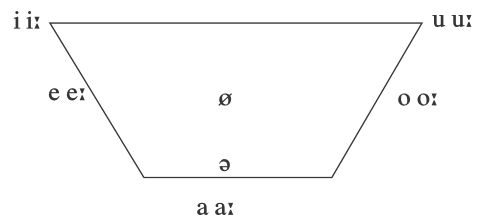 i iː u uː
e eː ø o oː
ə
a aː